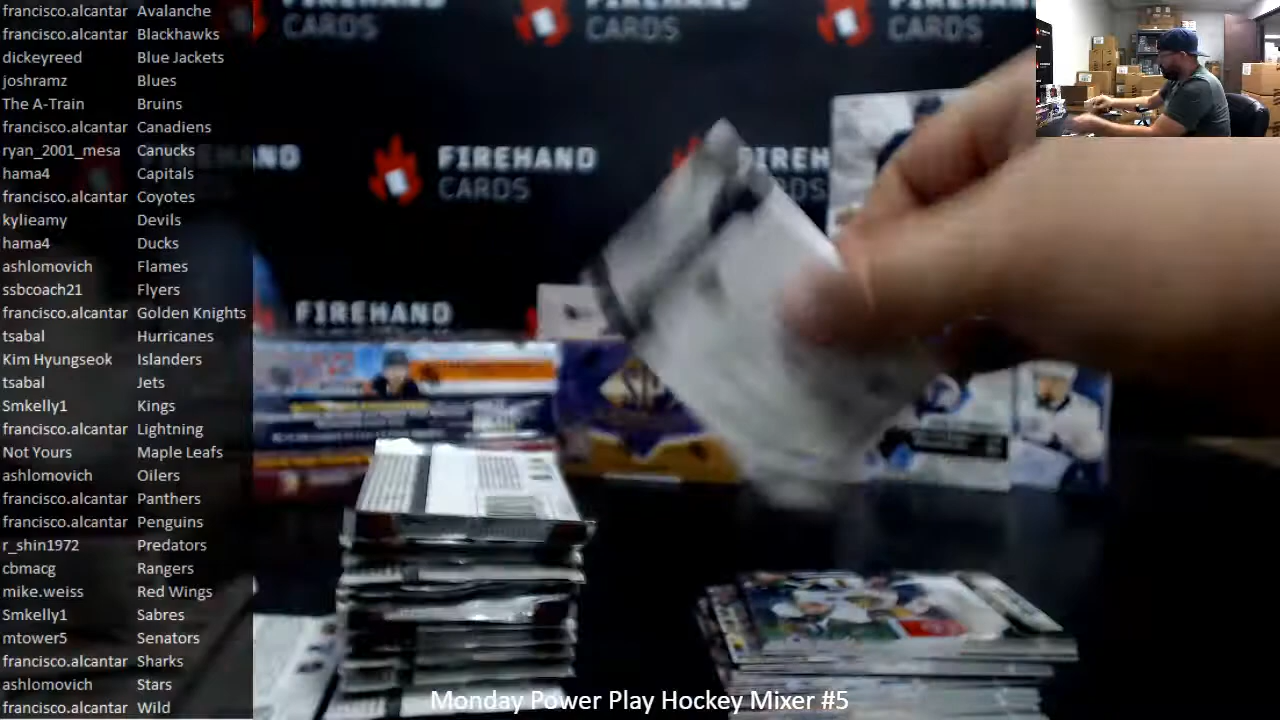 francisco.alcantar Avalanche
francisco.alcantar Blackhawks
dickeyreed Blue Jackets
joshramz Blues
The A-Train Bruins
francisco.alcantar Canadiens
ryan_2001_mesa Canucks
hama4 Capitals
francisco.alcantar Coyotes
kylieamy Devils
hama4 Ducks
ashlomovich Flames
ssbcoach21 Flyers
francisco.alcantar Golden Knights
tsabal Hurricanes
Kim Hyungseok Islanders
tsabal Jets
Smkelly1 Kings
francisco.alcantar Lightning
Not Yours Maple Leafs
ashlomovich Oilers
francisco.alcantar Panthers
francisco.alcantar Penguins
r_shin1972 Predators
cbmacg Rangers
mike.weiss Red Wings
Smkelly1 Sabres
mtower5 Senators
francisco.alcantar Sharks
ashlomovich Stars
francisco.alcantar Wild
FIREHAND
CARDS
FIREHAND
CARDS
FIREHAND
CARDS
FIREHAND
CARDS
FIREH
CARDS
FIREHAND
Monday Power Play Hockey Mixer #5